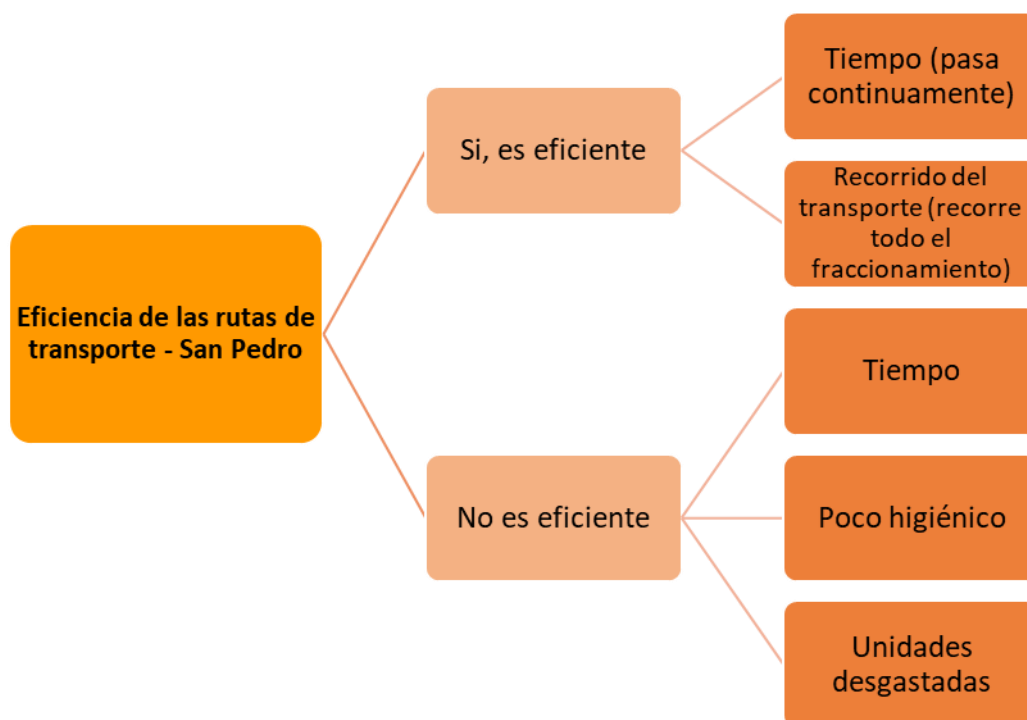 Eficiencia de las rutas de
transporte - San Pedro
Si, es eficiente
Tiempo (pasa
continuamente)
Recorrido del
transporte (recorre
todo el
fraccionamiento)
No es eficiente
Tiempo
Poco higiénico
Unidades
desgastadas